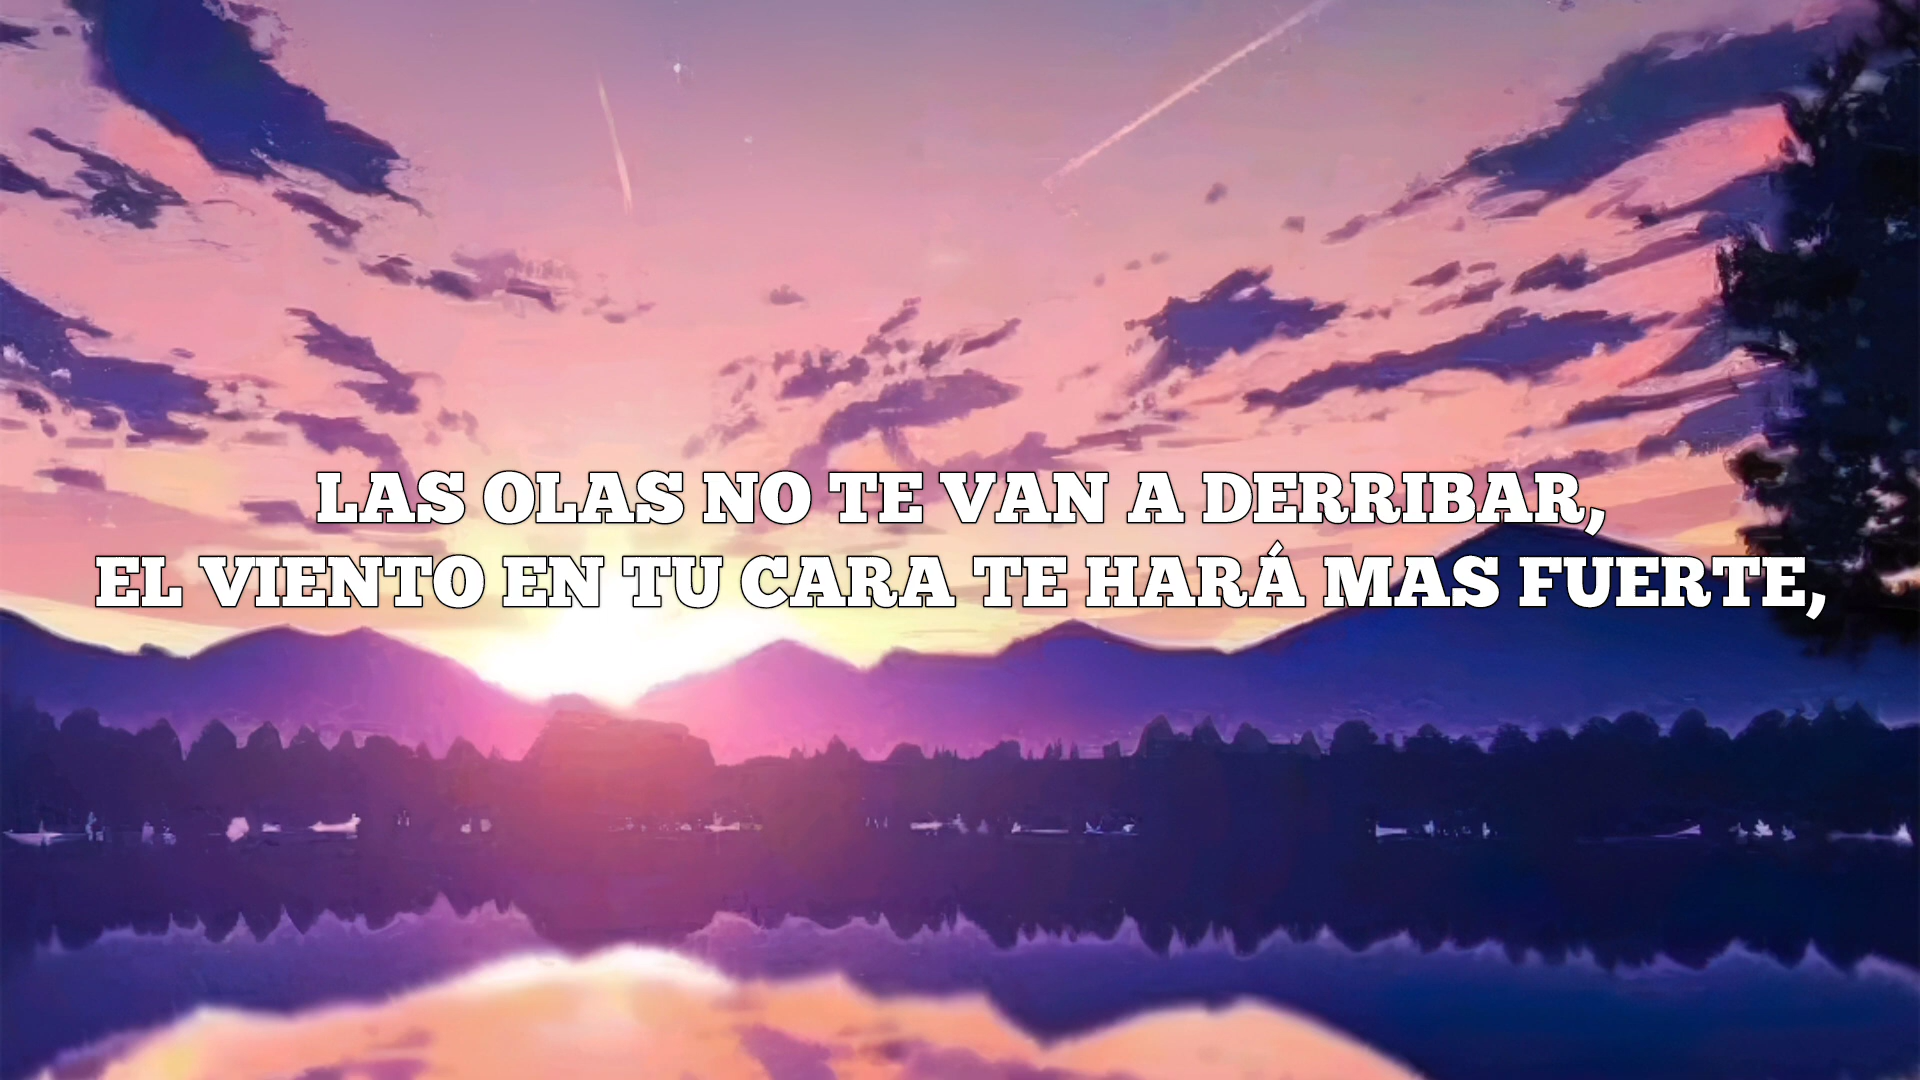 LAS OLAS NO TE VAN A DERRIBAR,
EL VIENTO EN TU CARA TE HARÁ MAS FUERTE,